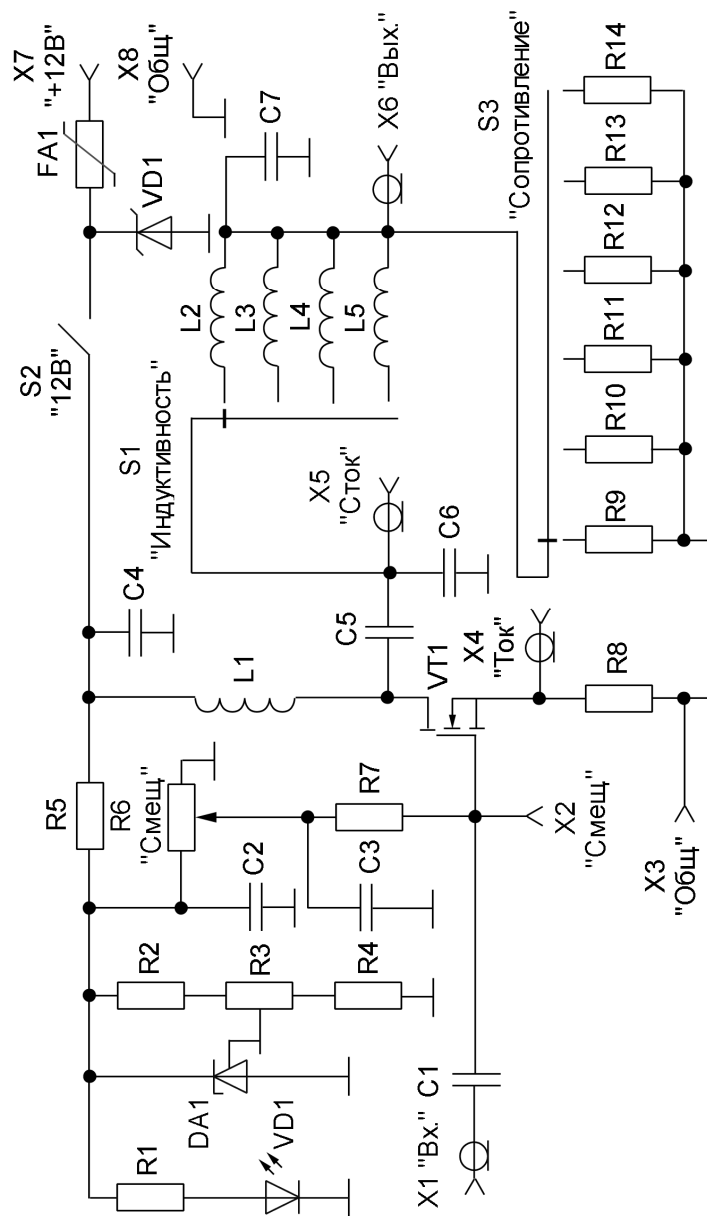 X7
"+12В"
FA1
X8
"Общ"
VD1
C7
X6 "Вых."
S3
"Сопротивление"
R14
R13
R12
R11
R10
R9
S2
"12В"
L2
L3
L4
L5
S1
"Индуктивность"
X5
"Сток"
C6
C4
C5
L1
VT1
X4
"Ток"
R8
R5
R6
"Смещ"
R7
C2
C3
X2
"Смещ"
X3
"Общ"
R2
R3
R4
DA1
R1
VD1
X1 "Вх." C1